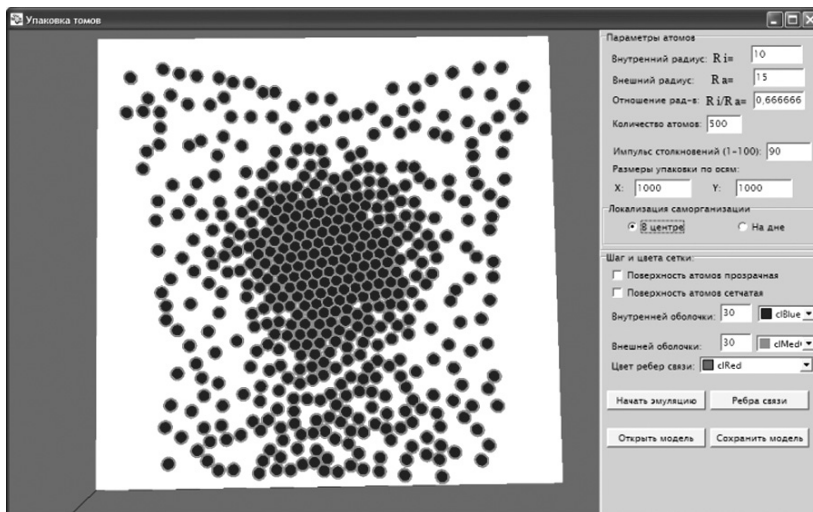 Упаковка томов
Параметры атомов
Внутренний радиус: Ri= 10
Внешний радиус: Ra= 15
Отношение рад-в: Ri/Ra= 0,666666
Количество атомов: 500
Импульс столкновений (1-100): 90
Размеры упаковки по осям:
X: 1000 Y: 1000
Локализация саморганизации
В центре На дне
Шаг и цвета сетки:
Поверхность атомов прозрачная
Поверхность атомов сетчатая
Внутренней оболочки: 30 clBlue
Внешней оболочки: 30 clMed
Цвет ребер связи: clRed
Начать эмуляцию Ребра связи
Открыть модель Сохранить модель